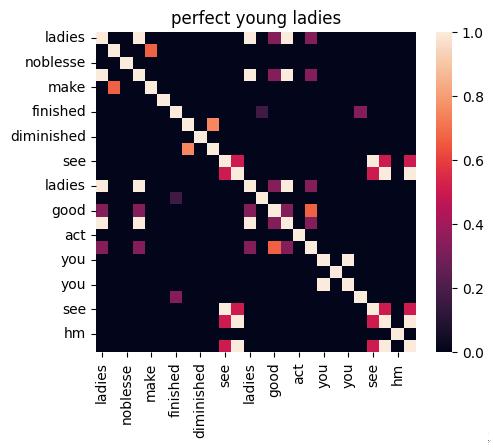 perfect young ladies
ladies
noblesse
make
finished
diminished
see
ladies
good
act
you
you
see
hm
1.0
0.8
0.6
0.4
0.2
0.0
ladies
noblesse
make
finished
diminished
see
ladies
good
act
you
you
see
hm